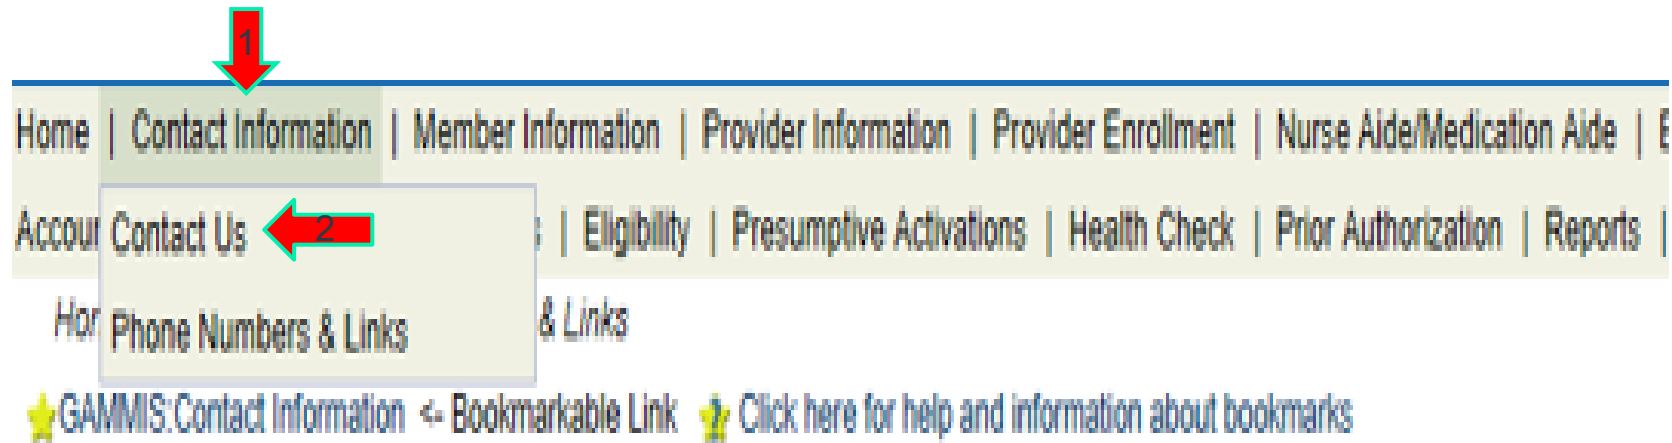 1
Home | Contact Information | Member Information | Provider Information | Provider Enrollment | Nurse Aide/Medication Aide |
Contact Us 2 | Eligibility | Presumptive Activations | Health Check | Prior Authorization | Reports |
Phone Numbers & Links & Links
GAMMIS:Contact Information <- Bookmarkable Link ? Click here for help and information about bookmarks